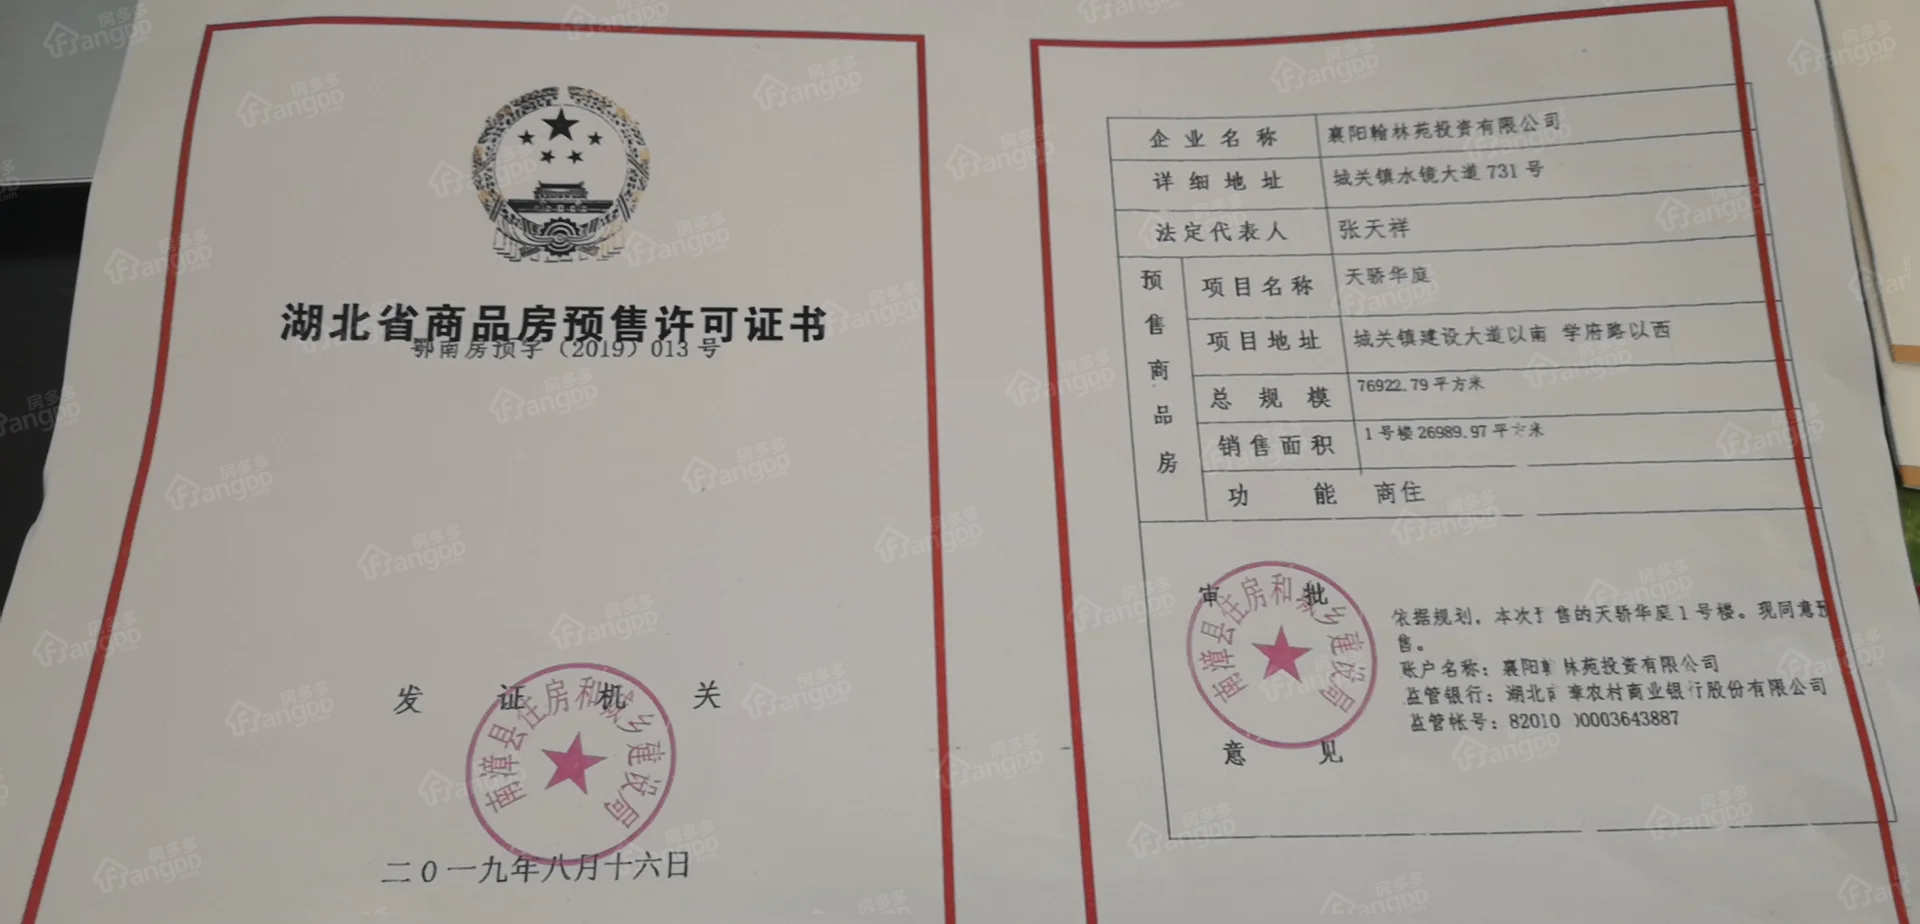 湖北省商品房预售许可证书
鄂南房预字（2019）013号
发证机关
南漳县住房和城乡建设局
二0一九年八月十六日
企业名称 襄阳翰林苑投资有限公司
详细地址 城关镇水镜大道731号
法定代表人 张天祥
预售商品房
项目名称 天骄华庭
项目地址 城关镇建设大道以南 学府路以西
总规模 76922.79平方米
销售面积 1号楼26989.97平方米
功能 商住
审批意见
南漳县住房和城乡建设局
依据规划，本次于 售的天骄华庭1号楼。现同意预
售。
账户名称：襄阳翰林苑投资有限公司
监管银行：湖北 漳农村商业银行股份有限公司
监管帐号：82010 0003643887
房多多
fangdd.com